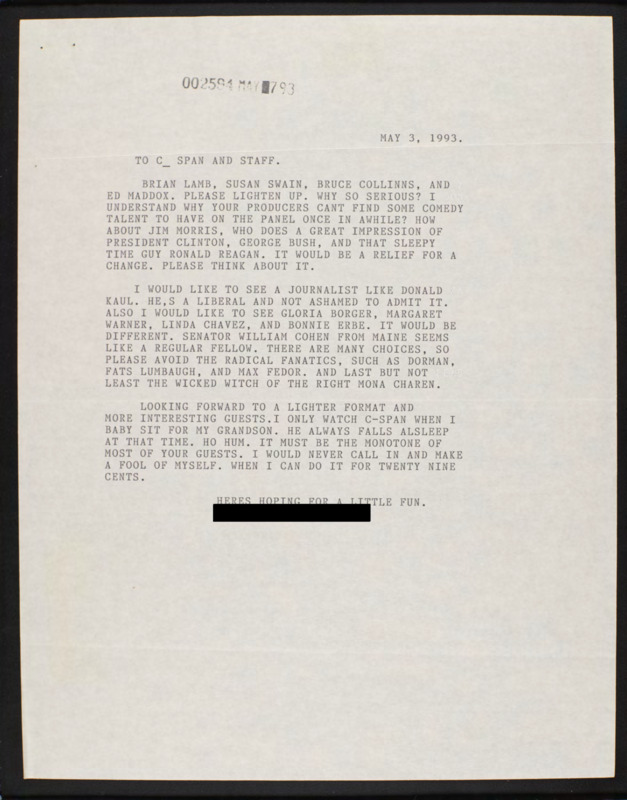 002594 MAY 793
MAY 3, 1993.
TO C_ SPAN AND STAFF.
BRIAN LAMB, SUSAN SWAIN, BRUCE COLLINNS, AND
ED MADDOX. PLEASE LIGHTEN UP. WHY SO SERIOUS? I
UNDERSTAND WHY YOUR PRODUCERS CANT FIND SOME COMEDY
TALENT TO HAVE ON THE PANEL ONCE IN AWHILE? HOW
ABOUT JIM MORRIS, WHO DOES A GREAT IMPRESSION OF
PRESIDENT CLINTON, GEORGE BUSH, AND THAT SLEEPY
TIME GUY RONALD REAGAN. IT WOULD BE A RELIEF FOR A
CHANGE. PLEASE THINK ABOUT IT.
I WOULD LIKE TO SEE A JOURNALIST LIKE DONALD
KAUL. HE,S A LIBERAL AND NOT ASHAMED TO ADMIT IT.
ALSO I WOULD LIKE TO SEE GLORIA BORGER, MARGARET
WARNER, LINDA CHAVEZ, AND BONNIE ERBE. IT WOULD BE
DIFFERENT. SENATOR WILLIAM COHEN FROM MAINE SEEMS
LIKE A REGULAR FELLOW. THERE ARE MANY CHOICES, SO
PLEASE AVOID THE RADICAL FANATICS, SUCH AS DORMAN,
FATS LUMBAUGH, AND MAX FEDOR. AND LAST BUT NOT
LEAST THE WICKED WITCH OF THE RIGHT MONA CHAREN.
LOOKING FORWARD TO A LIGHTER FORMAT AND
MORE INTERESTING GUESTS.I ONLY WATCH C-SPAN WHEN I
BABY SIT FOR MY GRANDSON. HE ALWAYS FALLS ALSLEEP
AT THAT TIME. HO HUM. IT MUST BE THE MONOTONE OF
MOST OF YOUR GUESTS. I WOULD NEVER CALL IN AND MAKE
A FOOL OF MYSELF. WHEN I CAN DO IT FOR TWENTY NINE
CENTS.
HERES HOPING FOR A LITTLE FUN.